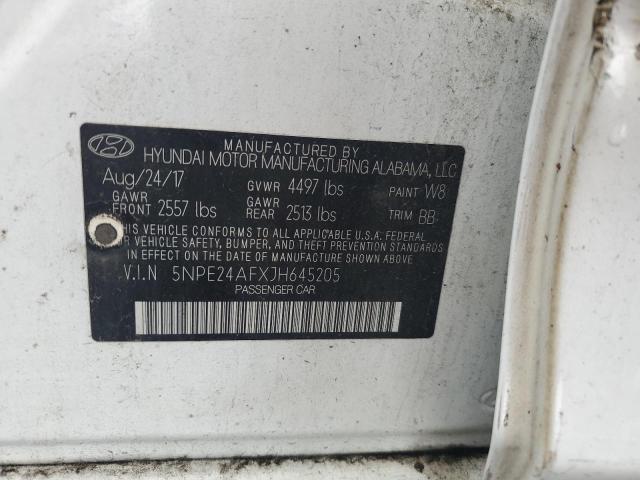 MANUFACTURED BY
HYUNDAI MOTOR MANUFACTURING ALABAMA, LLC
Aug/24/17 GVWR 4497 lbs PAINT W8
GAWR FRONT 2557 lbs GAWR REAR 2513 lbs TRIM BB
THIS VEHICLE CONFORMS TO ALL APPLICABLE U.S.A. FEDERAL
MOTOR VEHICLE SAFETY, BUMPER, AND THEFT PREVENTION STANDARDS
IN EFFECT ON THE DATE OF MANUFACTURE SHOWN ABOVE.
V.I.N 5NPE24AFXJH645205
PASSENGER CAR